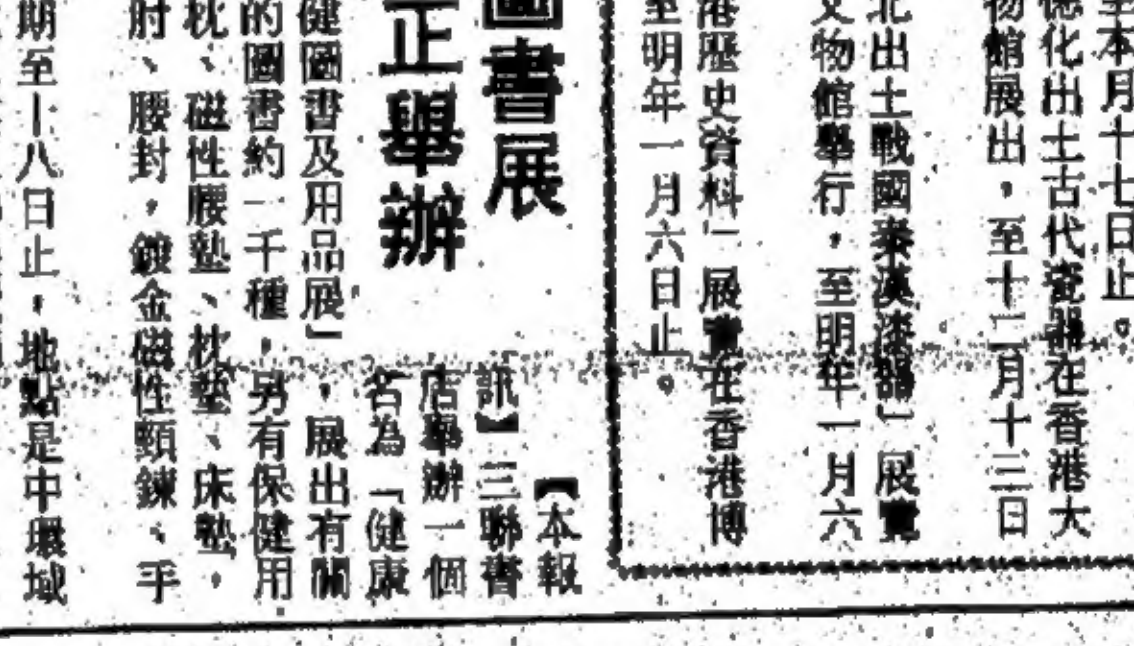 至本月十七日止。
德化出土古代瓷器在香港大
物館展出，至十二月十三日
北出土戰國秦漢漆器」展覽
文物館舉行，至明年一月六
港歷史資料」展覽在香港博
至明年一月六日止。
圖書展
正舉辦
【本報
訊】三聯書
店舉辦一個
名為「健康
健圖書及用品展」，展出有關
的圖書約一千種，另有保健用
枕、磁性腰墊、枕墊、床墊，
肘、腰封，鍍金磁性頸鍊、手
期至十八日止，地點是中環域